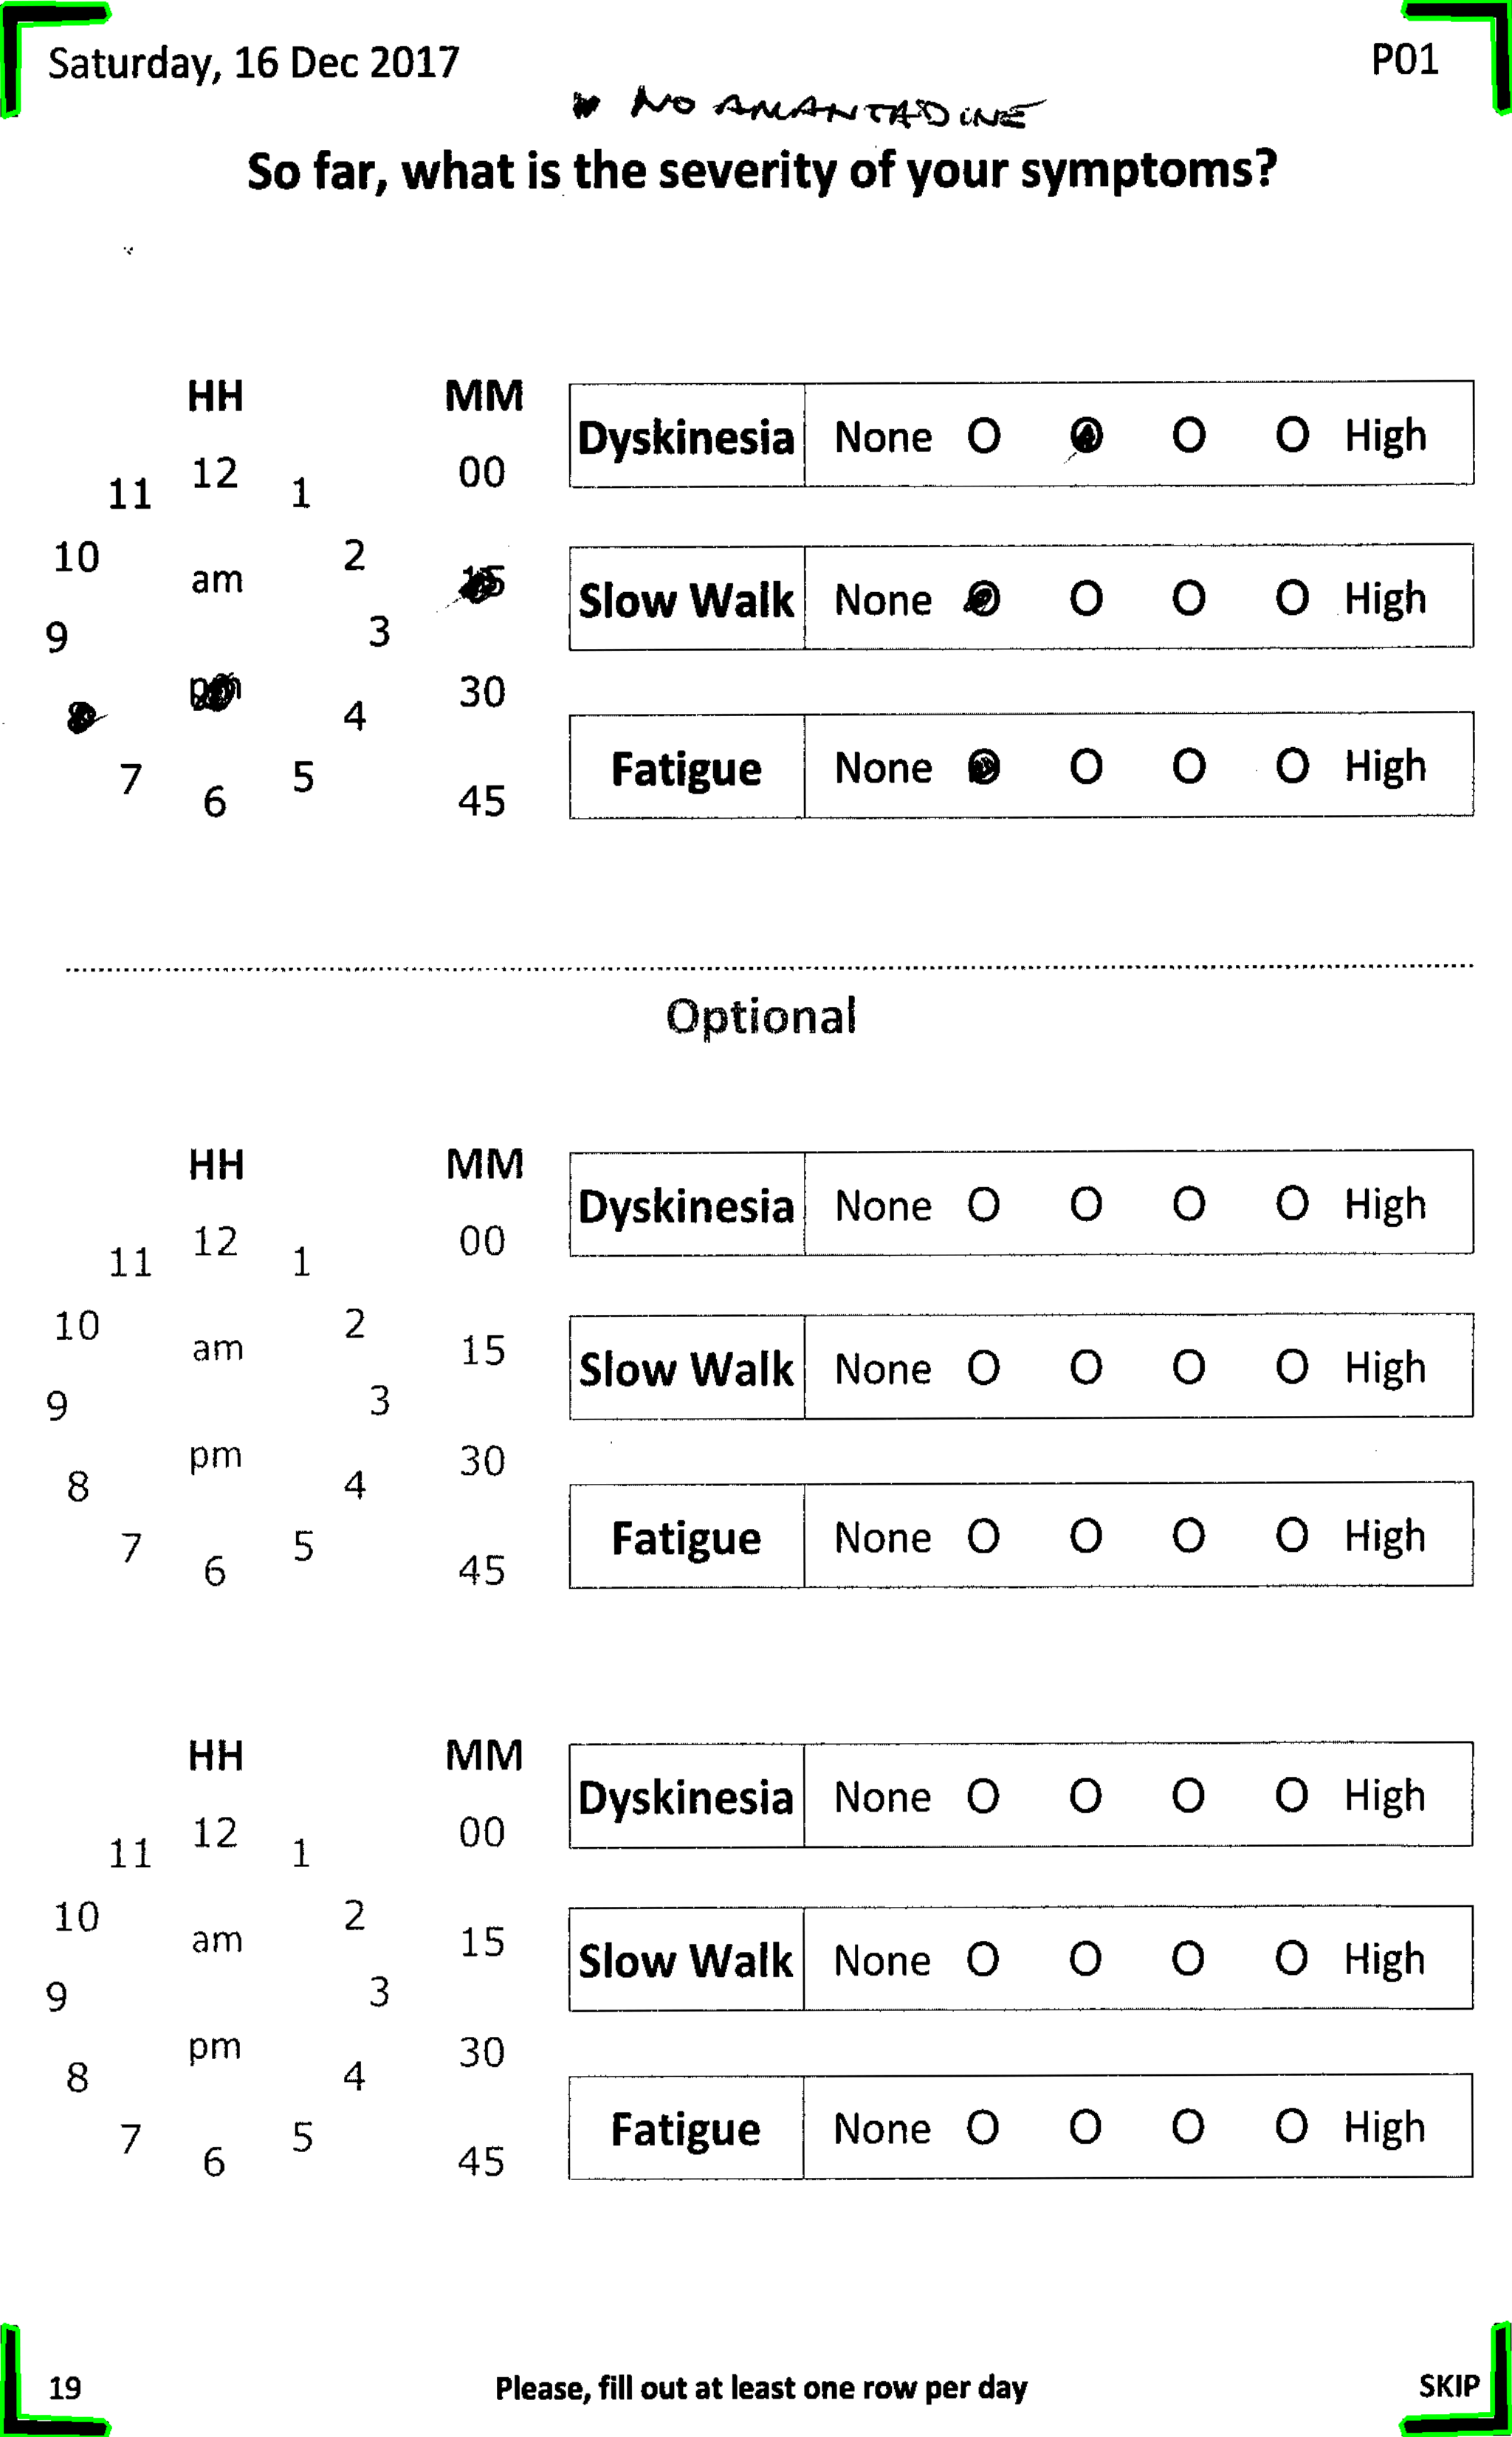 Saturday, 16 Dec 2017 P01
NO AMANTADINE
So far, what is the severity of your symptoms?
HH MM
Dyskinesia None O O O O High
12 00
11 1
10 2
am 15
Slow Walk None O O O O High
9 3
pm 30
8 4
Fatigue None O O O O High
7 5
6 45
Optional
HH MM
Dyskinesia None O O O O High
12 00
11 1
10 2
am 15
Slow Walk None O O O O High
9 3
pm 30
8 4
Fatigue None O O O O High
7 5
6 45
HH MM
Dyskinesia None O O O O High
12 00
11 1
10 2
am 15
Slow Walk None O O O O High
9 3
pm 30
8 4
Fatigue None O O O O High
7 5
6 45
19 Please, fill out at least one row per day SKIP